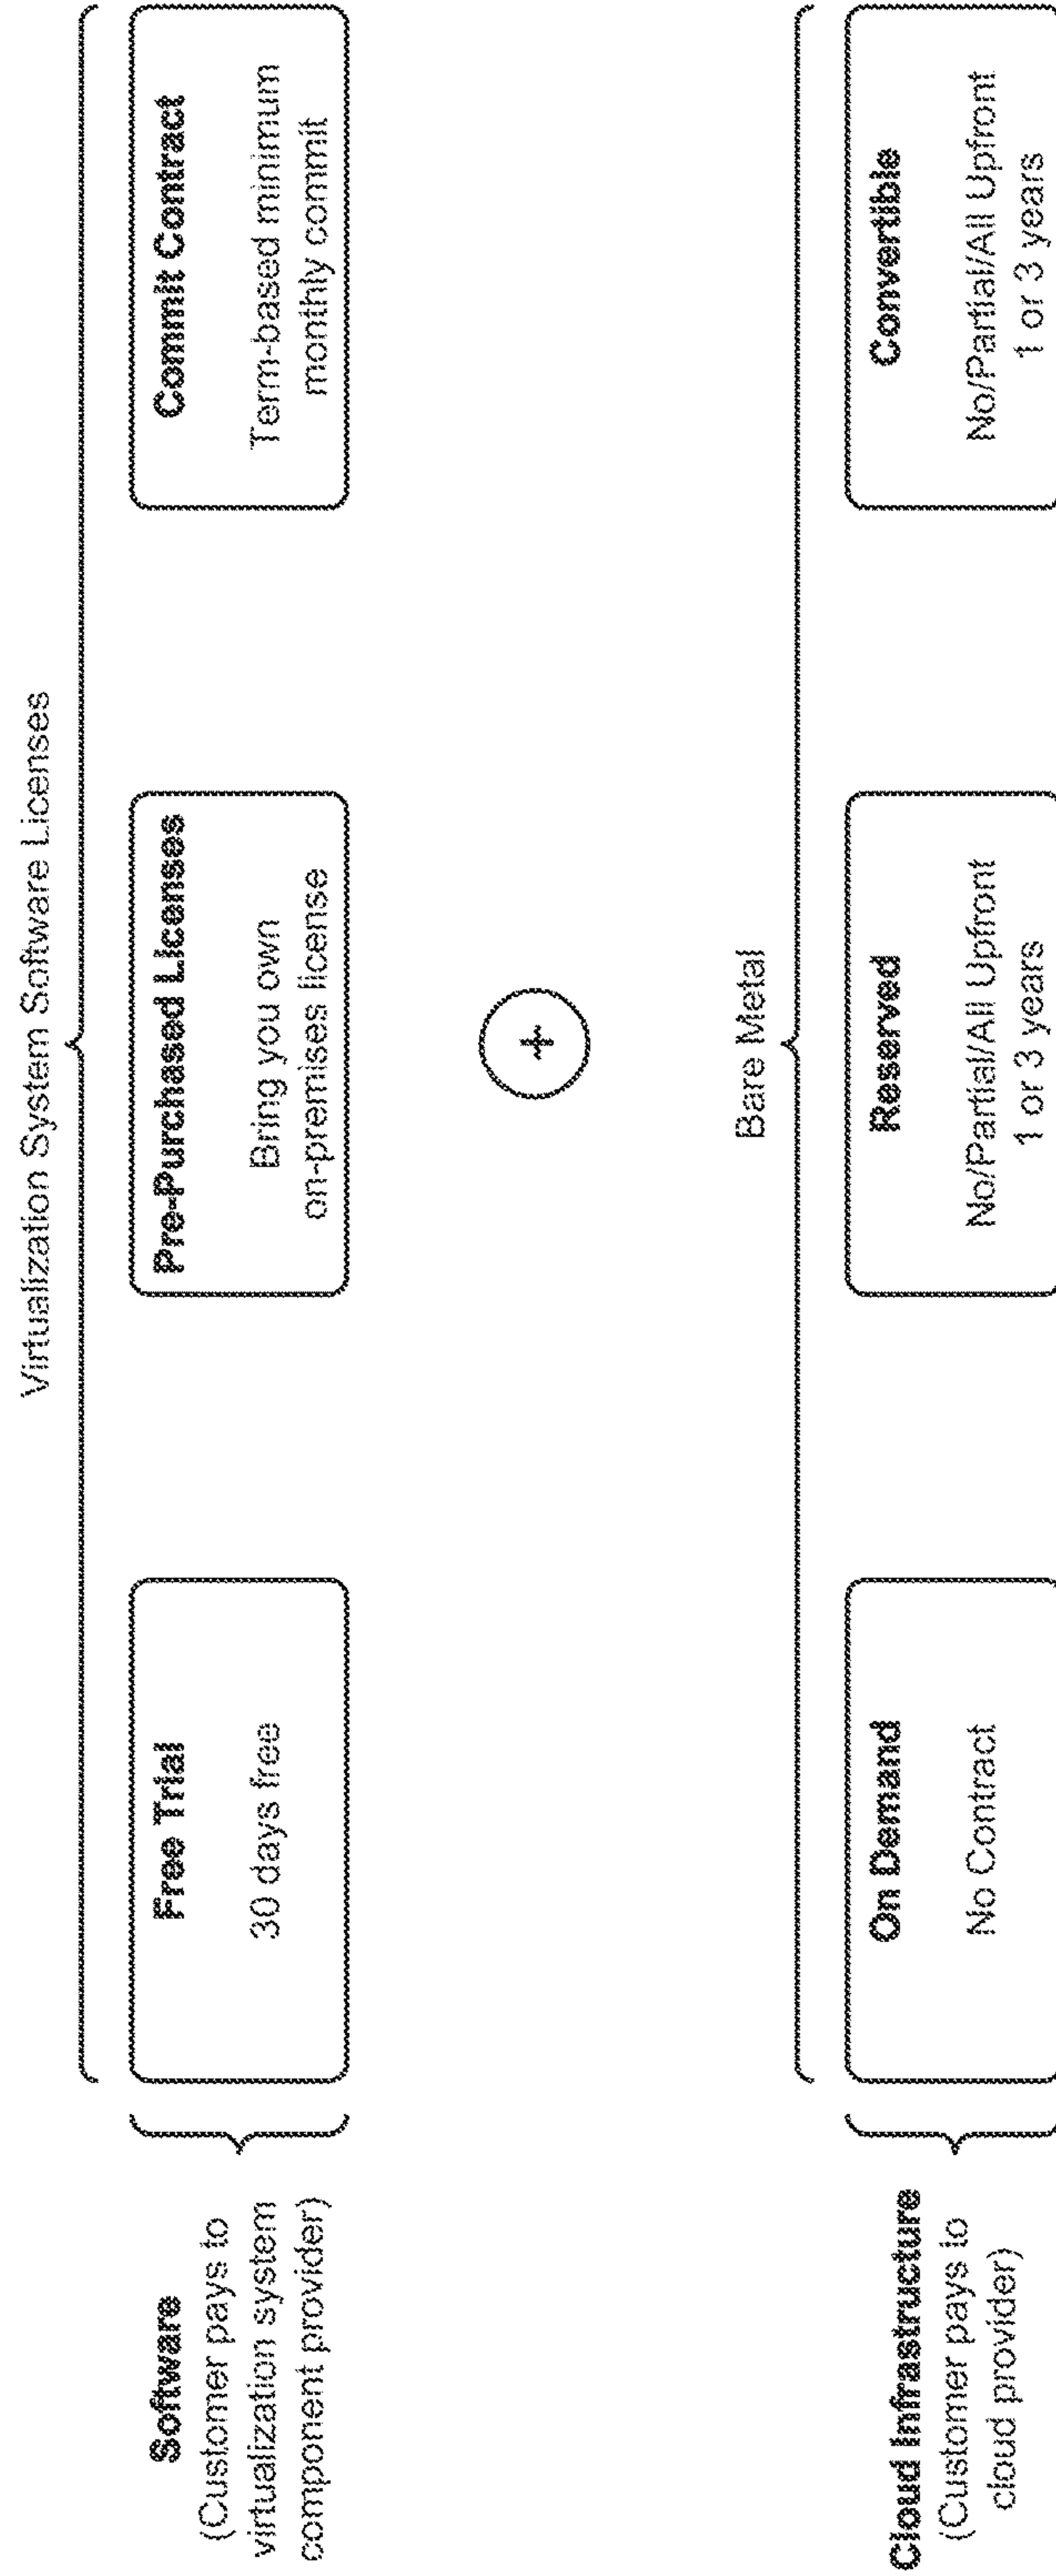 Virtualization System Software Licenses
Software
(Customer pays to
virtualization system
component provider)
Free Trial
30 days free
Pre-Purchased Licenses
Bring you own
on-premises license
Commit Contract
Term-based minimum
monthly commit
+
Bare Metal
Cloud Infrastructure
(Customer pays to
cloud provider)
On Demand
No Contract
Reserved
No/Partial/All Upfront
1 or 3 years
Convertible
No/Partial/All Upfront
1 or 3 years